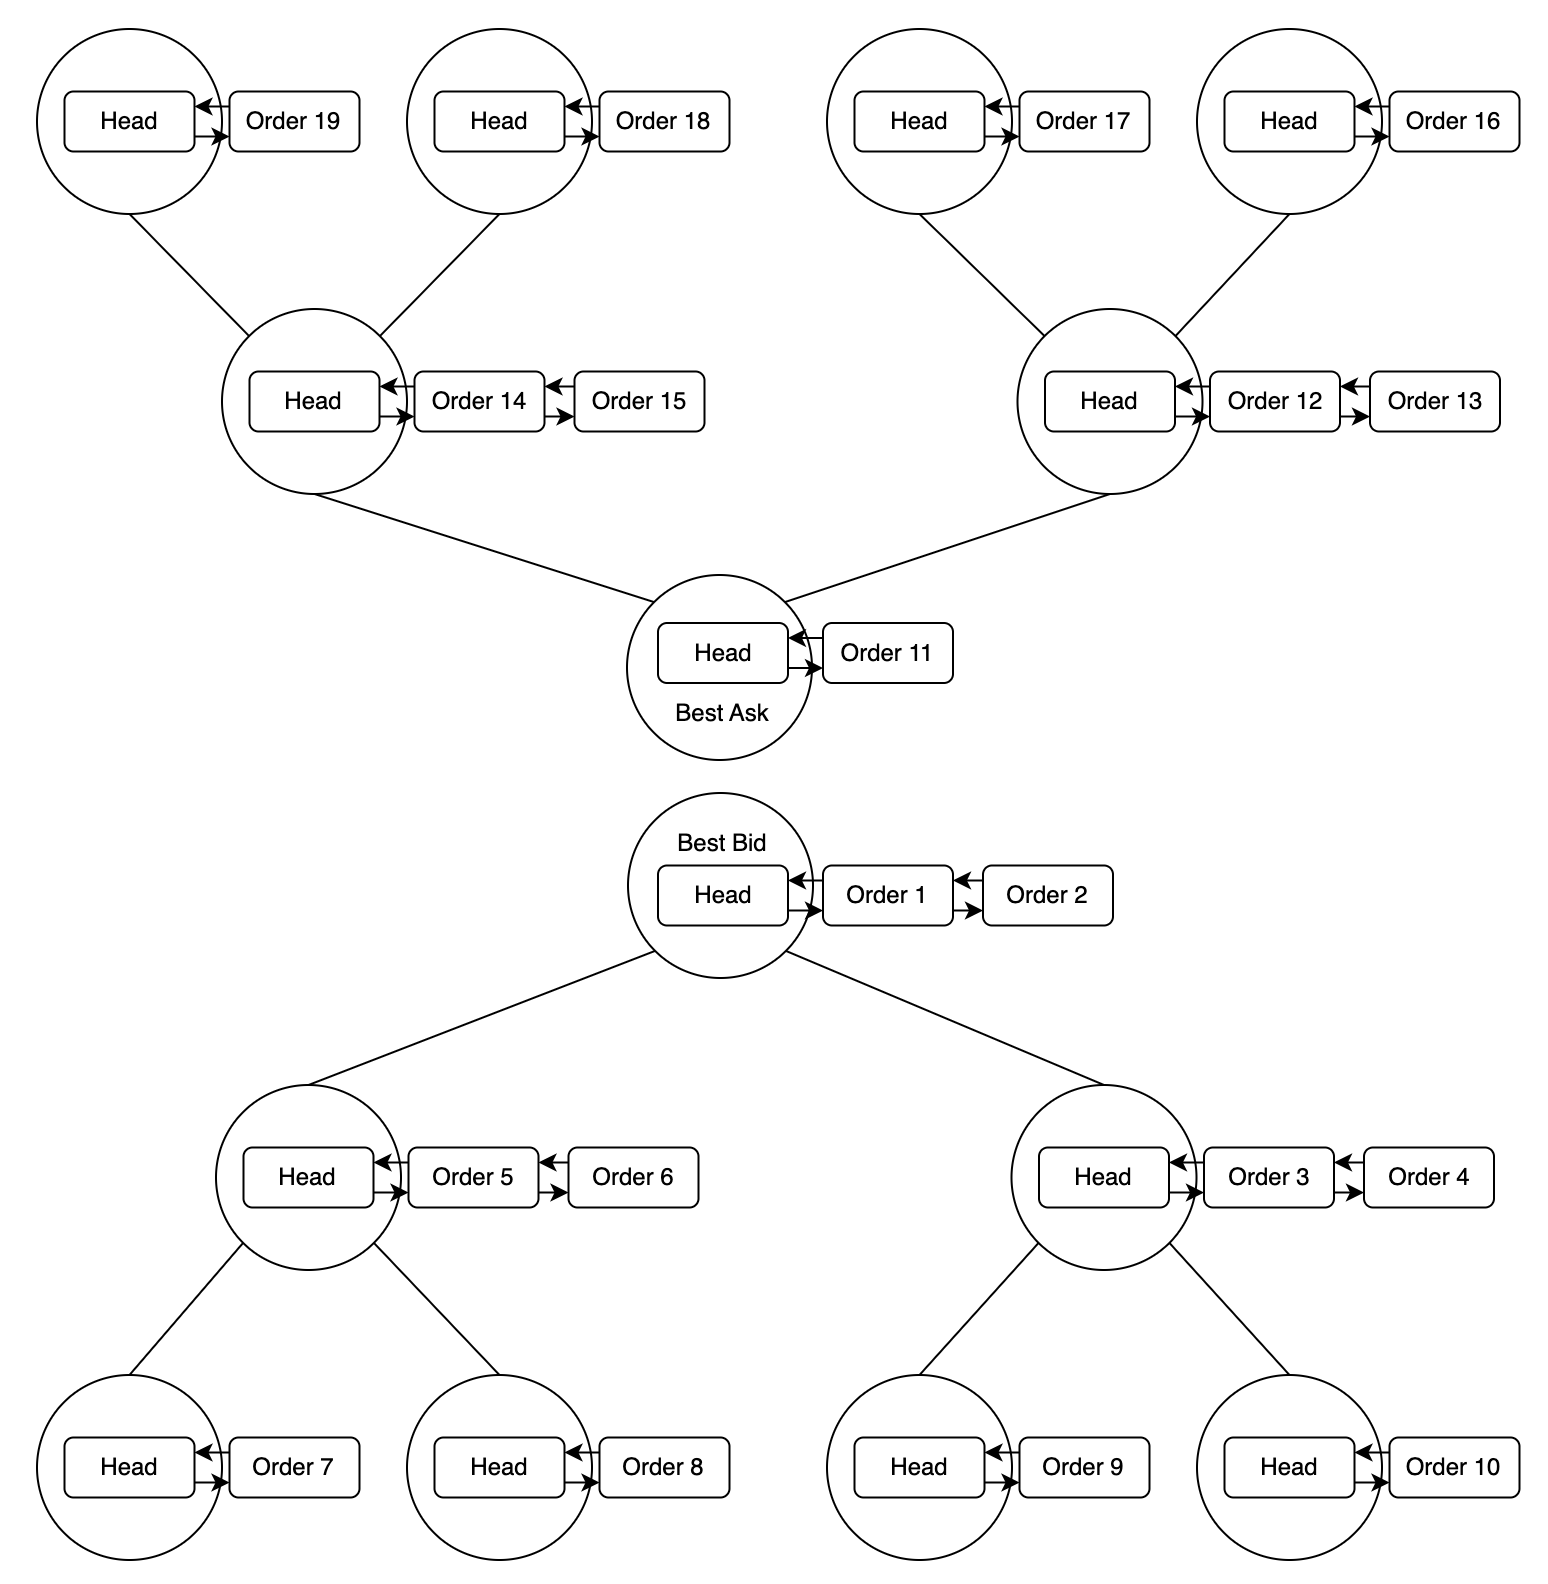 Head
Order 19
Head
Order 18
Head
Order 17
Head
Order 16
Head
Order 14
Order 15
Head
Order 12
Order 13
Head
Order 11
Best Ask
Best Bid
Head
Order 1
Order 2
Head
Order 5
Order 6
Head
Order 3
Order 4
Head
Order 7
Head
Order 8
Head
Order 9
Head
Order 10